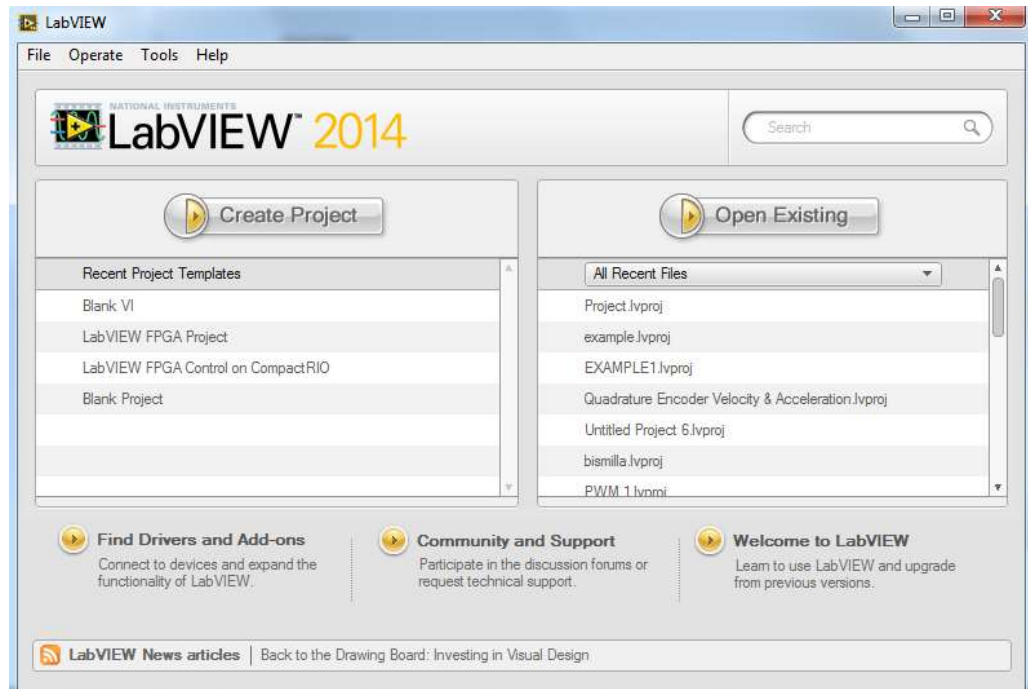 LabVIEW
File Operate Tools Help
NATIONAL INSTRUMENTS
LabVIEW™ 2014
Search
Create Project
Recent Project Templates
Blank VI
LabVIEW FPGA Project
LabVIEW FPGA Control on CompactRIO
Blank Project
Open Existing
All Recent Files
Project.lvproj
example.lvproj
EXAMPLE1.lvproj
Quadrature Encoder Velocity & Acceleration.lvproj
Untitled Project 6.lvproj
bismilla.lvproj
PWM 1.lvproj
Find Drivers and Add-ons
Connect to devices and expand the
functionality of LabVIEW.
Community and Support
Participate in the discussion forums or
request technical support.
Welcome to LabVIEW
Learn to use LabVIEW and upgrade
from previous versions.
LabVIEW News articles | Back to the Drawing Board: Investing in Visual Design